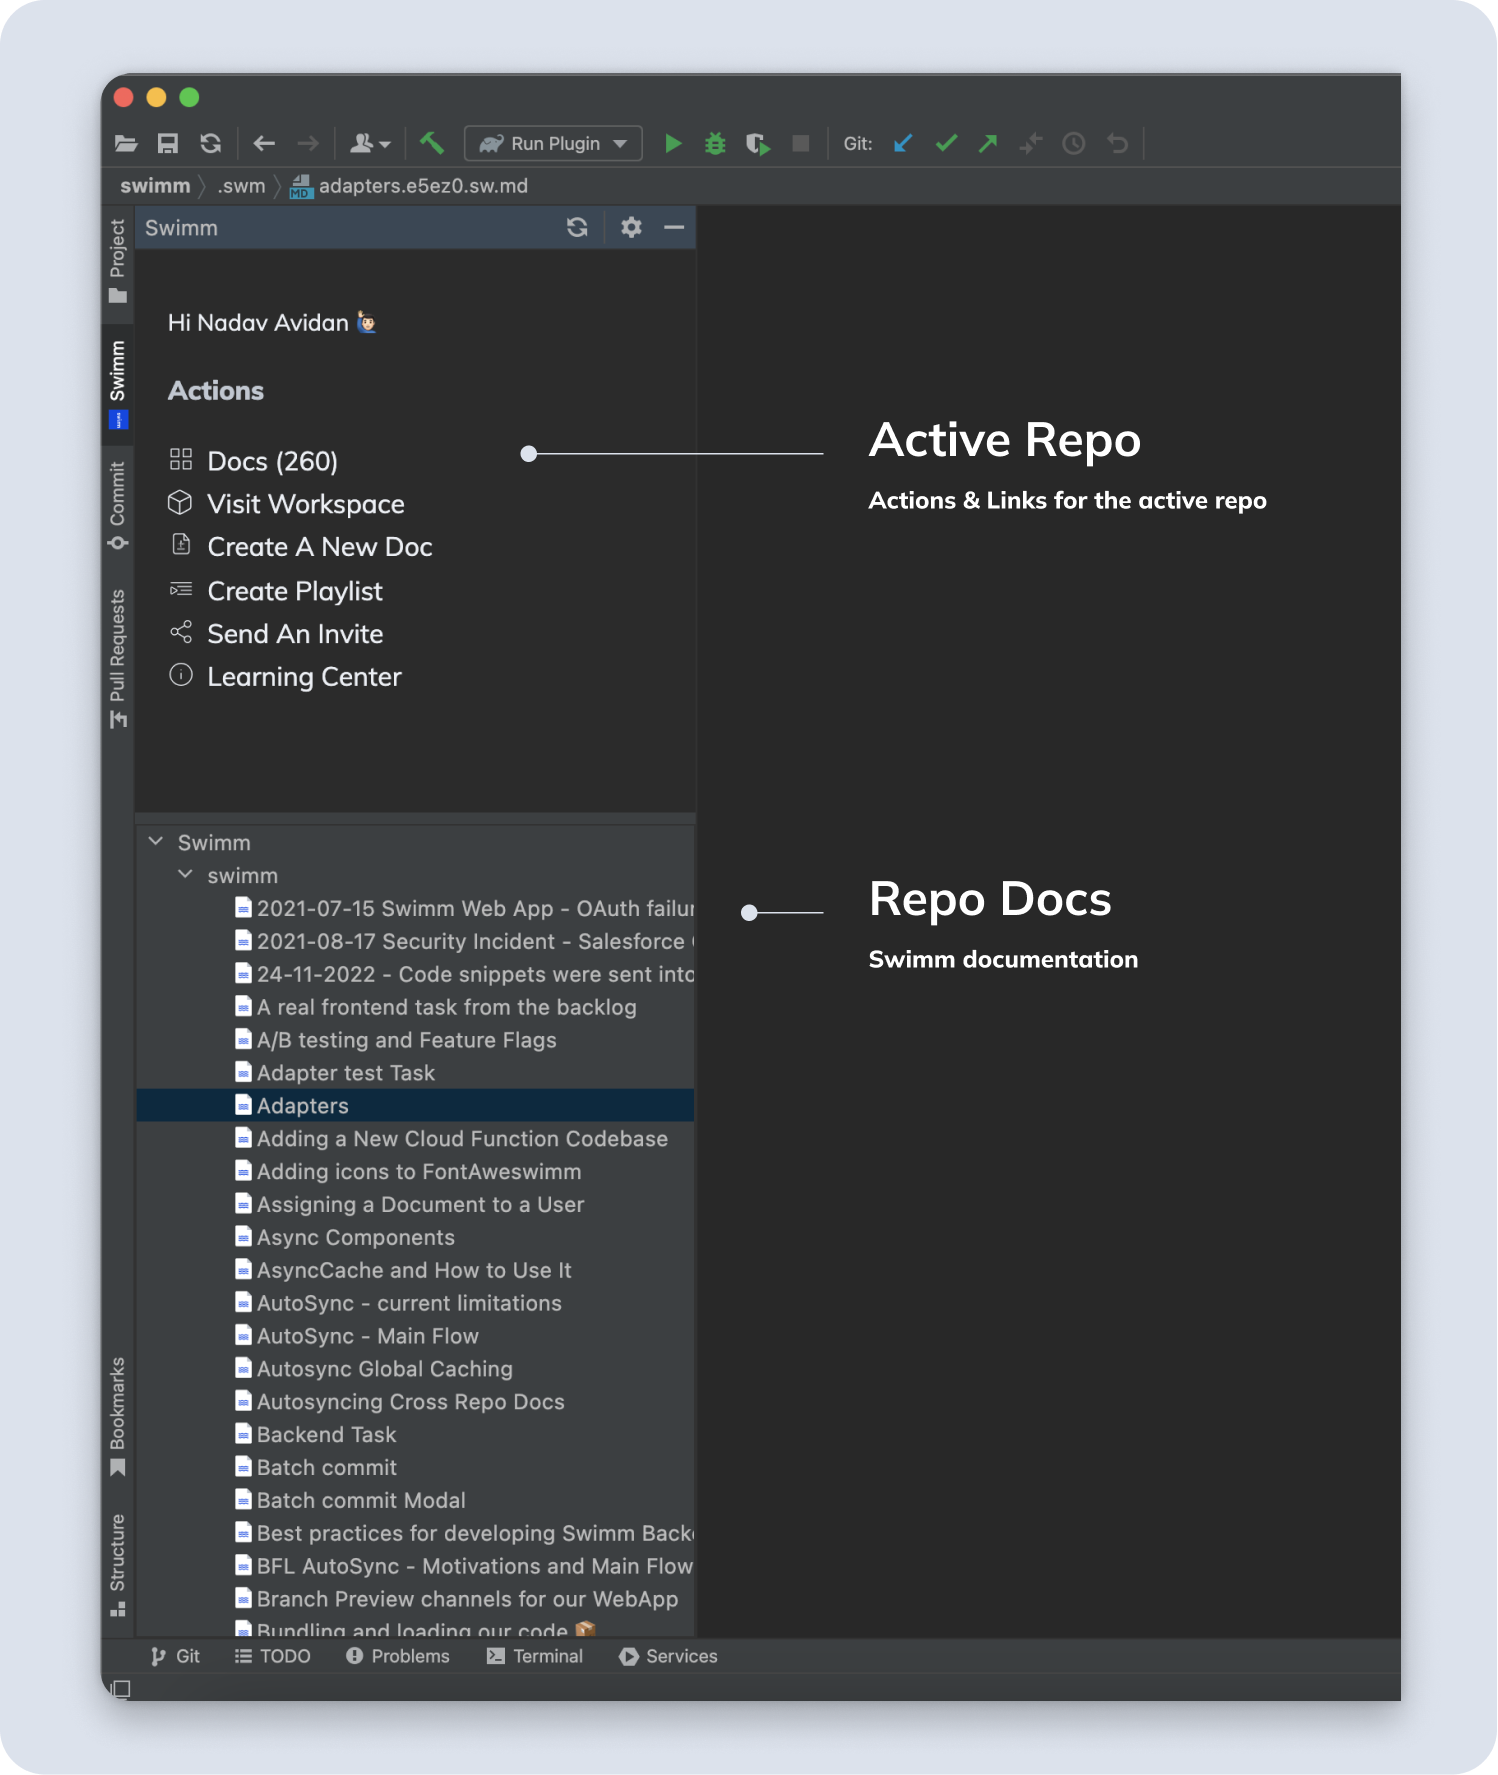 Run Plugin
Git:
swimm
.swm
MD
adapters.e5ez0.sw.md
Project
Swimm
Commit
Pull Requests
Bookmarks
Structure
Swimm
Hi Nadav Avidan
Actions
Docs (260)
Visit Workspace
Create A New Doc
Create Playlist
Send An Invite
Learning Center
Active Repo
Actions & Links for the active repo
Swimm
swimm
2021-07-15 Swimm Web App - OAuth failur
2021-08-17 Security Incident - Salesforce
24-11-2022 - Code snippets were sent into
A real frontend task from the backlog
A/B testing and Feature Flags
Adapter test Task
Adapters
Adding a New Cloud Function Codebase
Adding icons to FontAweswimm
Assigning a Document to a User
Async Components
AsyncCache and How to Use It
AutoSync - current limitations
AutoSync - Main Flow
Autosync Global Caching
Autosyncing Cross Repo Docs
Backend Task
Batch commit
Batch commit Modal
Best practices for developing Swimm Back
BFL AutoSync - Motivations and Main Flow
Branch Preview channels for our WebApp
Bundling and loading our code
Repo Docs
Swimm documentation
Git
TODO
Problems
Terminal
Services